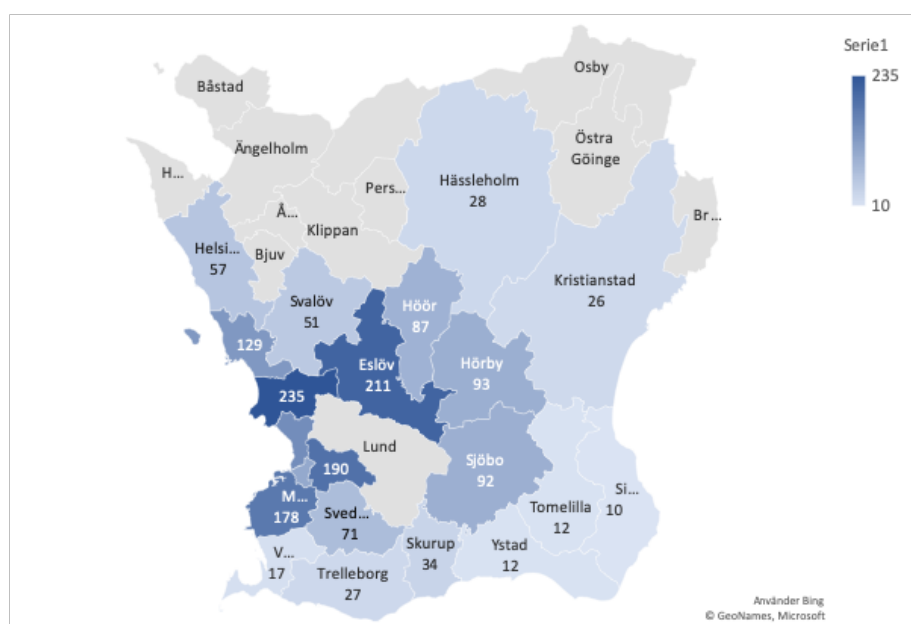 Serie1
235
10
Osby
Båstad
Östra
Göinge
Ängelholm
H...
Pers...
Hässleholm
28
Å...
Klippan
Br...
Helsi...
57
Bjuv
Kristianstad
26
Svalöv
51
Höör
87
129
Eslöv
211
Hörby
93
235
Lund
190
Sjöbo
92
M...
178
Sved...
71
Si...
10
Tomelilla
12
Skurup
34
Ystad
12
V...
17
Trelleborg
27
Använder Bing
© GeoNames, Microsoft